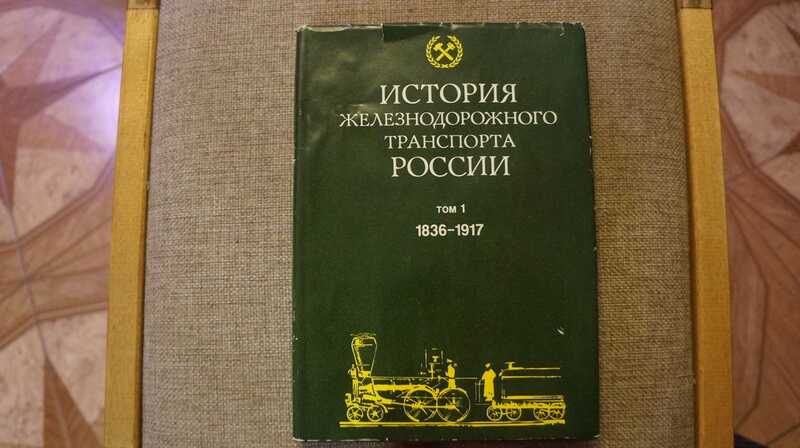 ИСТОРИЯ
ЖЕЛЕЗНОДОРОЖНОГО
ТРАНСПОРТА
РОССИИ
ТОМ 1
1836–1917